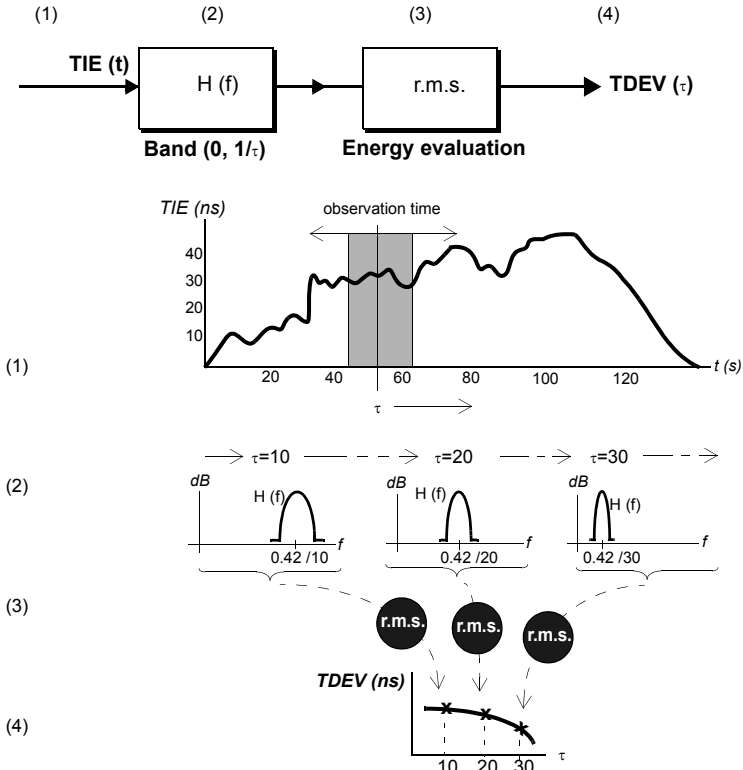 (1) (2) (3) (4)
TIE (t) H (f) r.m.s. TDEV (τ)
Band (0, 1/τ) Energy evaluation
TIE (ns) observation time
40
30
20
10
(1) t (s)
20 40 60 80 100 120
τ
τ=10 τ=20 τ=30
(2) dB H (f) dB H (f) dB H (f)
f f f
0.42 /10 0.42 /20 0.42 /30
(3) r.m.s. r.m.s. r.m.s.
TDEV (ns)
(4)
τ
10 20 30